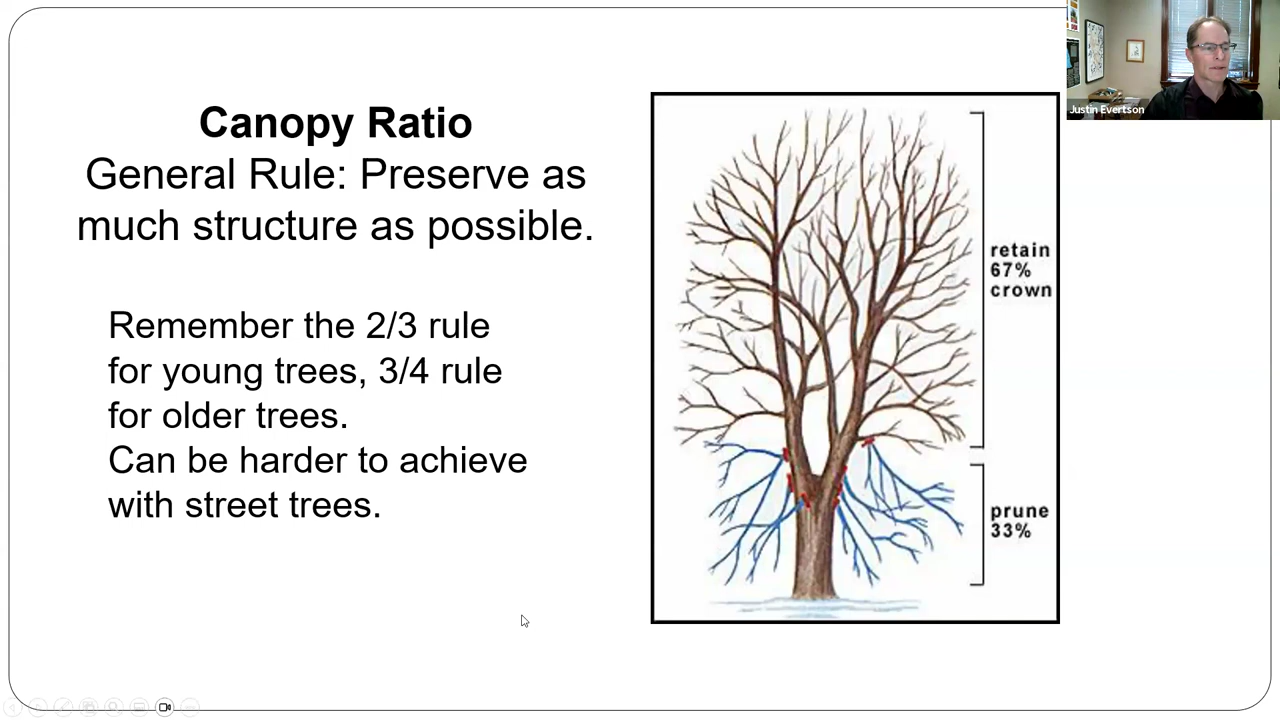 Canopy Ratio
General Rule: Preserve as
much structure as possible.
Remember the 2/3 rule
for young trees, 3/4 rule
for older trees.
Can be harder to achieve
with street trees.
retain
67%
crown
prune
33%
Justin Evertson